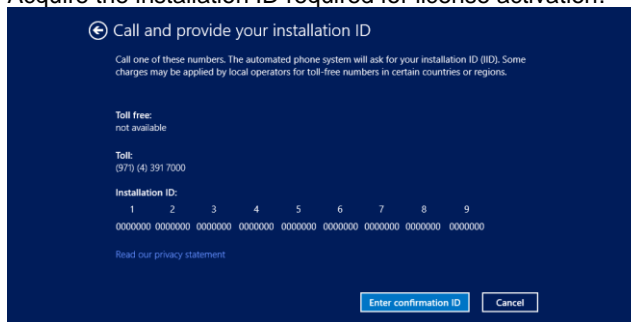 Acquire the installation ID required for license activation.
Call and provide your installation ID
Call one of these numbers. The automated phone system will ask for your installation ID (IID). Some
charges may be applied by local operators for toll-free numbers in certain countries or regions.
Toll free:
not available
Toll:
(971) (4) 391 7000
Installation ID:
1 2 3 4 5 6 7 8 9
0000000 0000000 0000000 0000000 0000000 0000000 0000000 0000000 0000000
Read our privacy statement
Enter confirmation ID Cancel